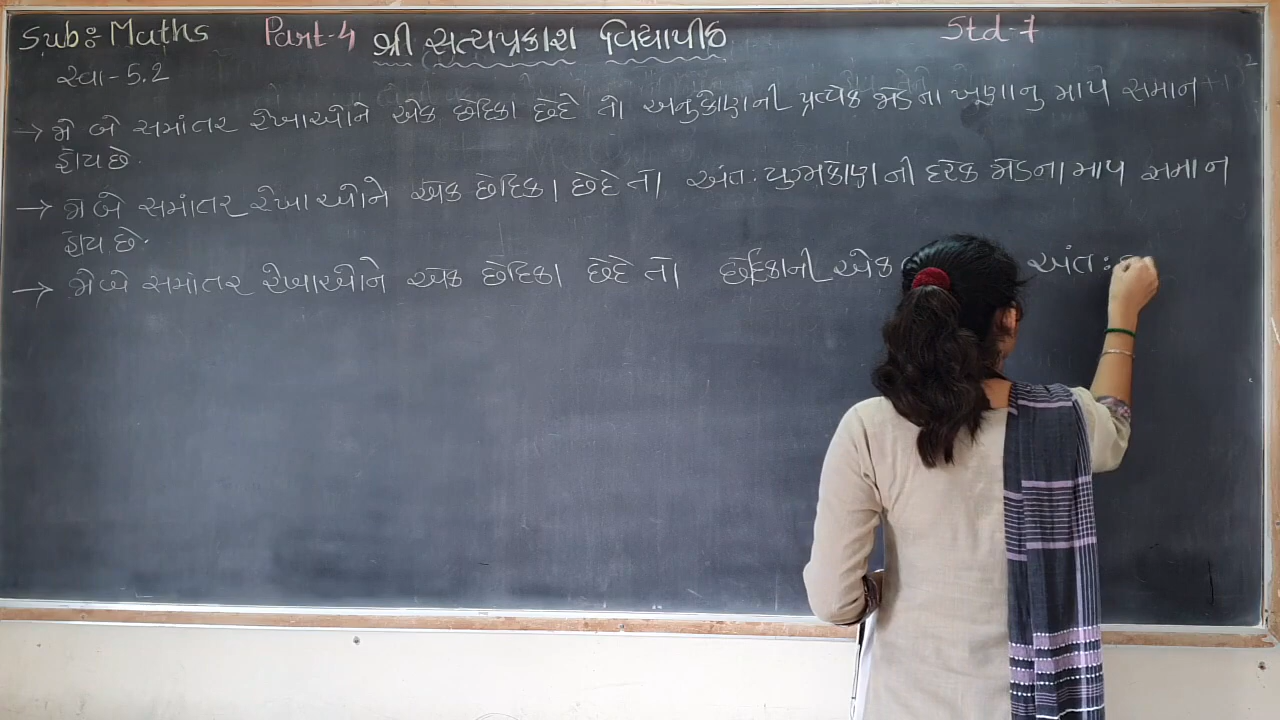 Sub: Maths Part-4 શ્રી સત્યપ્રકાશ વિદ્યાપીઠ Std-7
સ્વા-5.2
→ જો બે સમાંતર રેખાઓને એક છેદિકા છેદે તો અનુકોણની પ્રત્યેક જોડના ખૂણાનુ માપ સમાન
હોય છે.
→ જો બે સમાંતર રેખાઓને એક છેદિકા છેદે તો અંતઃયુગ્મકોણની દરેક જોડના માપ સમાન
હોય છે.
→ જો બે સમાંતર રેખાઓને એક છેદિકા છેદે તો છેદિકાની એક અંતઃ